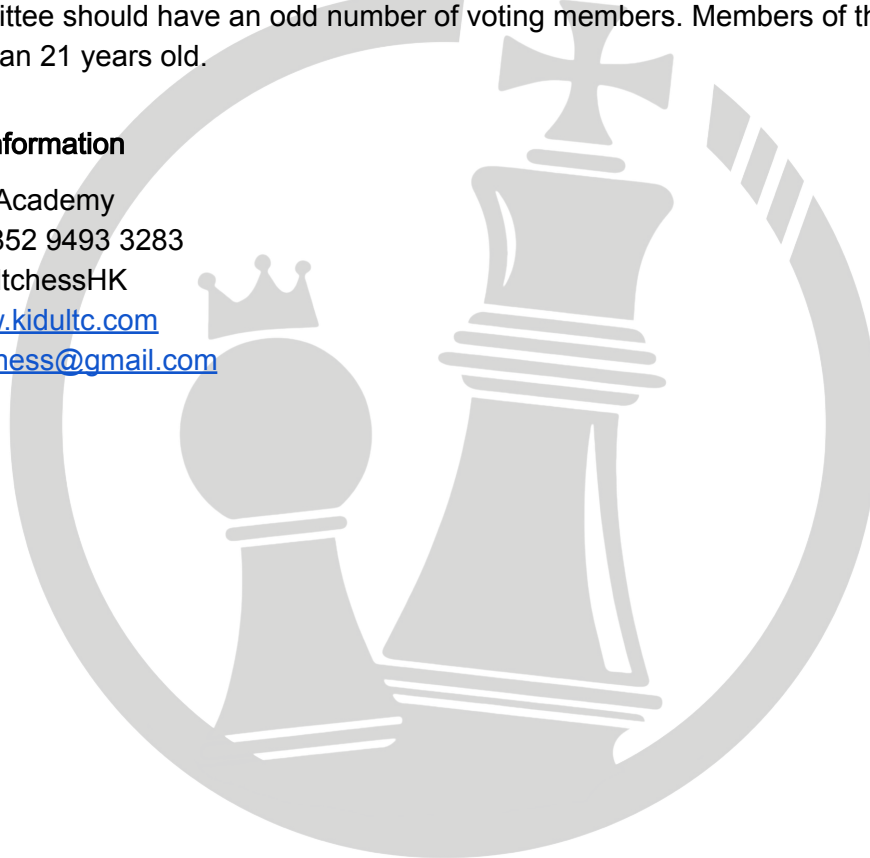 ittee should have an odd number of voting members. Members of th
an 21 years old.
nformation
Academy
352 9493 3283
tchessHK
w.kidultc.com
ness@gmail.com